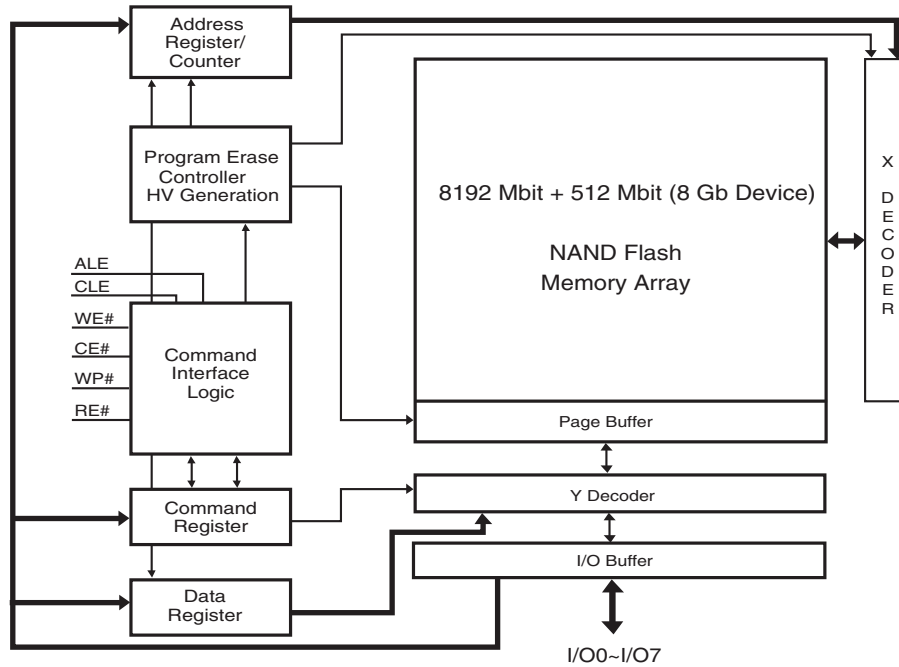 Address
Register/
Counter
Program Erase
Controller
HV Generation
ALE
CLE
WE#
CE#
WP#
RE#
Command
Interface
Logic
Command
Register
Data
Register
8192 Mbit + 512 Mbit (8 Gb Device)
NAND Flash
Memory Array
Page Buffer
Y Decoder
I/O Buffer
I/O0~I/O7
X
D
E
C
O
D
E
R